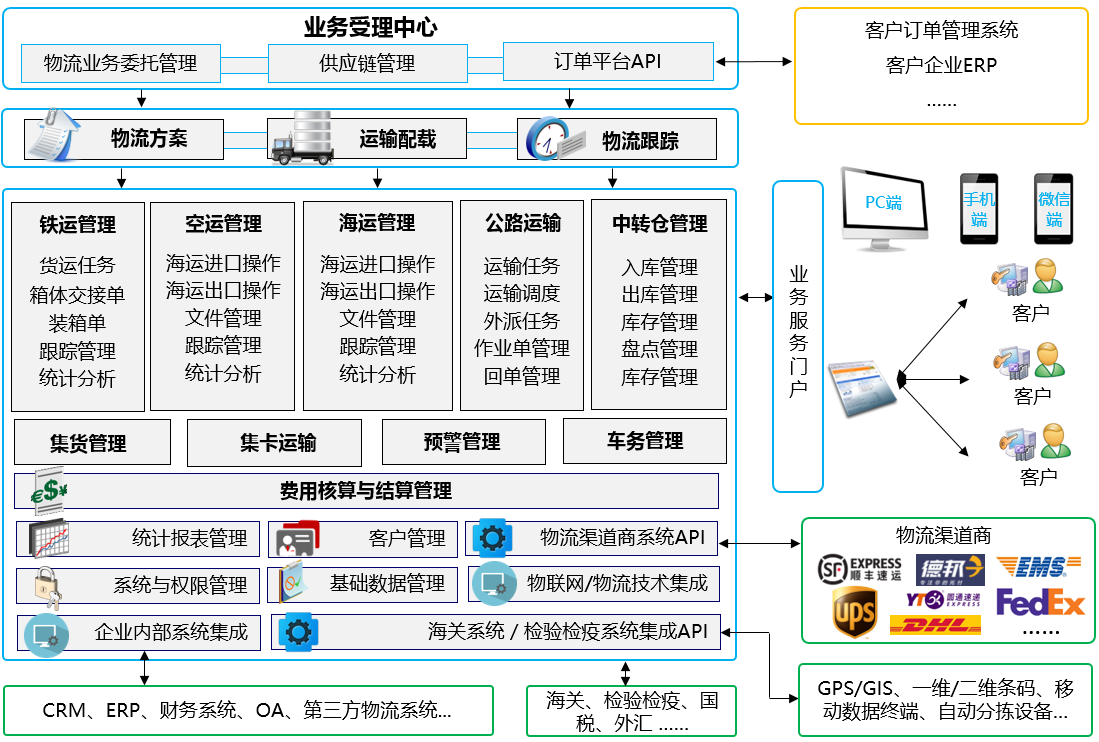 业务受理中心
物流业务委托管理
供应链管理
订单平台API
客户订单管理系统
客户企业ERP
......
物流方案
运输配载
物流跟踪
铁运管理
货运任务
箱体交接单
装箱单
跟踪管理
统计分析
空运管理
海运进口操作
海运出口操作
文件管理
跟踪管理
统计分析
海运管理
海运进口操作
海运出口操作
文件管理
跟踪管理
统计分析
公路运输
运输任务
运输调度
外派任务
作业单管理
回单管理
中转仓管理
入库管理
出库管理
库存管理
盘点管理
库存管理
业务服务门户
PC端
手机
端
微信
端
客户
客户
客户
集货管理
集卡运输
预警管理
车务管理
€$¥
费用核算与结算管理
统计报表管理
客户管理
物流渠道商系统API
系统与权限管理
基础数据管理
物联网/物流技术集成
企业内部系统集成
海关系统 / 检验检疫系统集成API
物流渠道商
SF EXPRESS
顺丰速运
德邦
EMS
ups
YTO 圆通速递
EXPRESS
FedEx
DHL
......
CRM、ERP、财务系统、OA、第三方物流系统...
海关、检验检疫、国
税、外汇 ......
GPS/GIS、一维/二维条码、移
动数据终端、自动分拣设备...